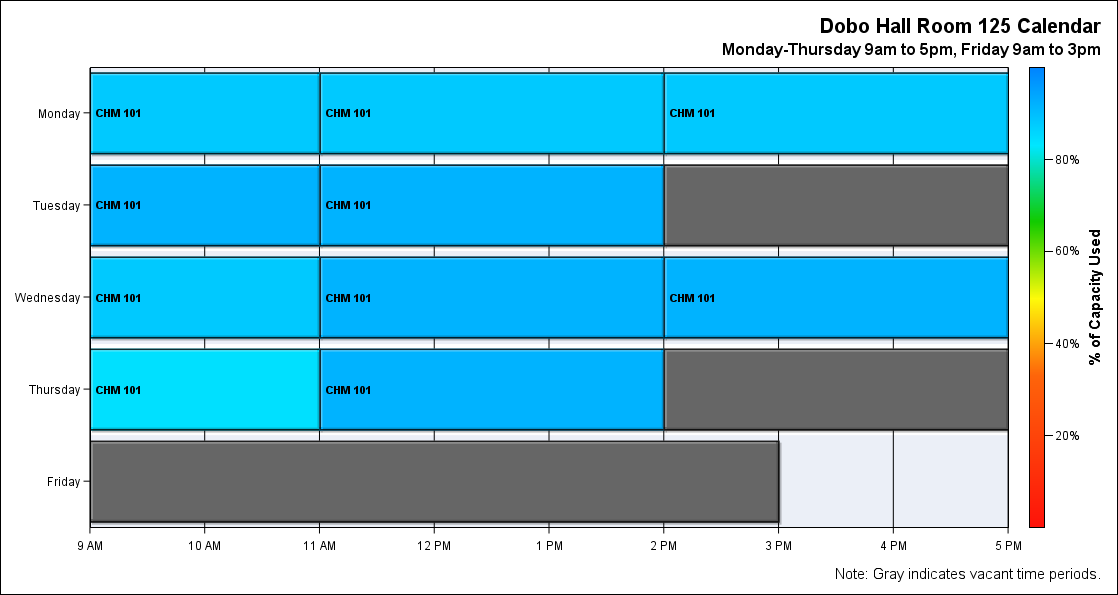 Dobo Hall Room 125 Calendar
Monday-Thursday 9am to 5pm, Friday 9am to 3pm
Monday CHM 101 CHM 101 CHM 101
Tuesday CHM 101 CHM 101
Wednesday CHM 101 CHM 101 CHM 101
Thursday CHM 101 CHM 101
Friday
9 AM 10 AM 11 AM 12 PM 1 PM 2 PM 3 PM 4 PM 5 PM
80%
60%
40%
20%
% of Capacity Used
Note: Gray indicates vacant time periods.